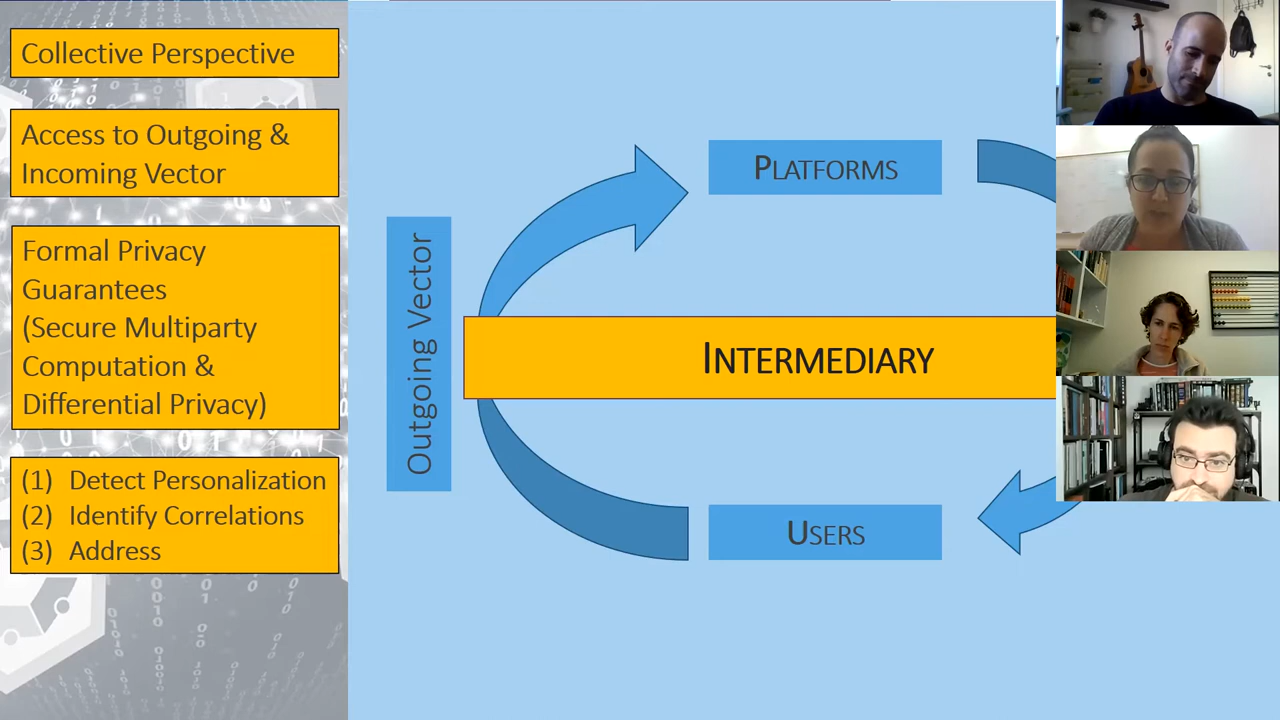 Collective Perspective
Access to Outgoing &
Incoming Vector
Formal Privacy
Guarantees
(Secure Multiparty
Computation &
Differential Privacy)
(1) Detect Personalization
(2) Identify Correlations
(3) Address
Outgoing Vector
PLATFORMS
INTERMEDIARY
USERS